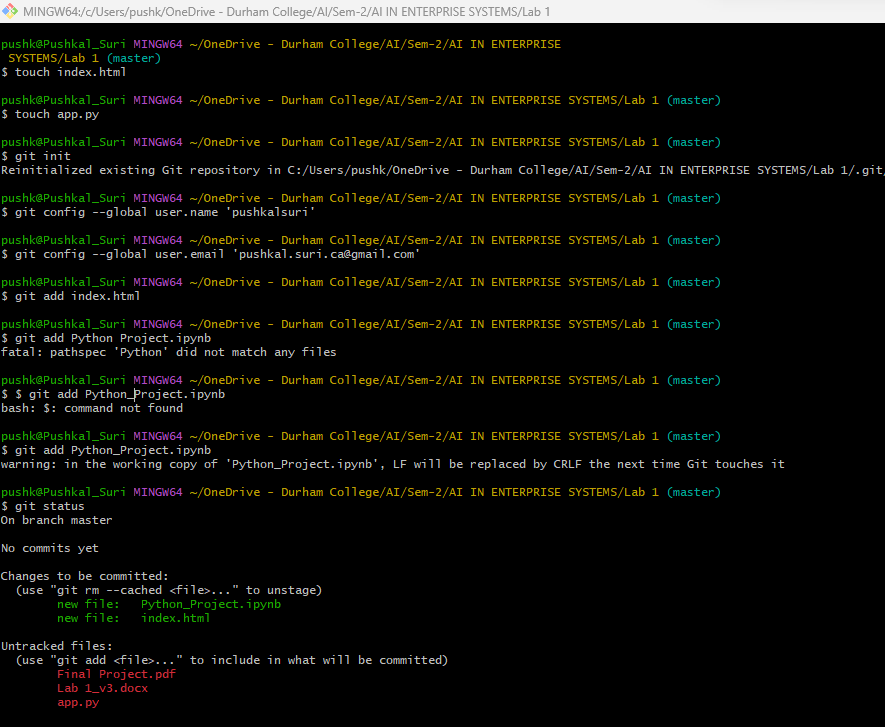 MINGW64:/c/Users/pushk/OneDrive - Durham College/AI/Sem-2/AI IN ENTERPRISE SYSTEMS/Lab 1
pushk@Pushkal_Suri MINGW64 ~/OneDrive - Durham College/AI/Sem-2/AI IN ENTERPRISE
SYSTEMS/Lab 1 (master)
$ touch index.html
pushk@Pushkal_Suri MINGW64 ~/OneDrive - Durham College/AI/Sem-2/AI IN ENTERPRISE SYSTEMS/Lab 1 (master)
$ touch app.py
pushk@Pushkal_Suri MINGW64 ~/OneDrive - Durham College/AI/Sem-2/AI IN ENTERPRISE SYSTEMS/Lab 1 (master)
$ git init
Reinitialized existing Git repository in C:/Users/pushk/OneDrive - Durham College/AI/Sem-2/AI IN ENTERPRISE SYSTEMS/Lab 1/.git/
pushk@Pushkal_Suri MINGW64 ~/OneDrive - Durham College/AI/Sem-2/AI IN ENTERPRISE SYSTEMS/Lab 1 (master)
$ git config --global user.name 'pushkalsuri'
pushk@Pushkal_Suri MINGW64 ~/OneDrive - Durham College/AI/Sem-2/AI IN ENTERPRISE SYSTEMS/Lab 1 (master)
$ git config --global user.email 'pushkal.suri.ca@gmail.com'
pushk@Pushkal_Suri MINGW64 ~/OneDrive - Durham College/AI/Sem-2/AI IN ENTERPRISE SYSTEMS/Lab 1 (master)
$ git add index.html
pushk@Pushkal_Suri MINGW64 ~/OneDrive - Durham College/AI/Sem-2/AI IN ENTERPRISE SYSTEMS/Lab 1 (master)
$ git add Python Project.ipynb
fatal: pathspec 'Python' did not match any files
pushk@Pushkal_Suri MINGW64 ~/OneDrive - Durham College/AI/Sem-2/AI IN ENTERPRISE SYSTEMS/Lab 1 (master)
$ $ git add Python_Project.ipynb
bash: $: command not found
pushk@Pushkal_Suri MINGW64 ~/OneDrive - Durham College/AI/Sem-2/AI IN ENTERPRISE SYSTEMS/Lab 1 (master)
$ git add Python_Project.ipynb
warning: in the working copy of 'Python_Project.ipynb', LF will be replaced by CRLF the next time Git touches it
pushk@Pushkal_Suri MINGW64 ~/OneDrive - Durham College/AI/Sem-2/AI IN ENTERPRISE SYSTEMS/Lab 1 (master)
$ git status
On branch master
No commits yet
Changes to be committed:
(use "git rm --cached <file>..." to unstage)
new file: Python_Project.ipynb
new file: index.html
Untracked files:
(use "git add <file>..." to include in what will be committed)
Final Project.pdf
Lab 1_v3.docx
app.py